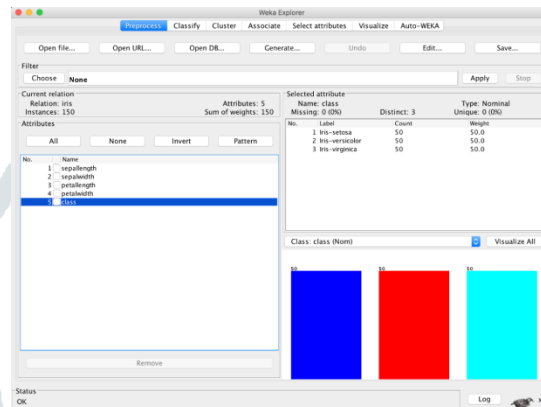 Weka Explorer
Preprocess Classify Cluster Associate Select attributes Visualize Auto-WEKA
Open file... Open URL... Open DB... Generate... Undo Edit... Save...
Filter
Choose None Apply Stop
Current relation
Relation: iris Attributes: 5
Instances: 150 Sum of weights: 150
Selected attribute
Name: class Type: Nominal
Missing: 0 (0%) Distinct: 3 Unique: 0 (0%)
Attributes
All None Invert Pattern
No. Name
1 sepallength
2 sepalwidth
3 petallength
4 petalwidth
5 class
Remove
No. Label Count Weight
1 Iris-setosa 50 50.0
2 Iris-versicolor 50 50.0
3 Iris-virginica 50 50.0
Class: class (Nom) Visualize All
50 50 50
Status
OK Log